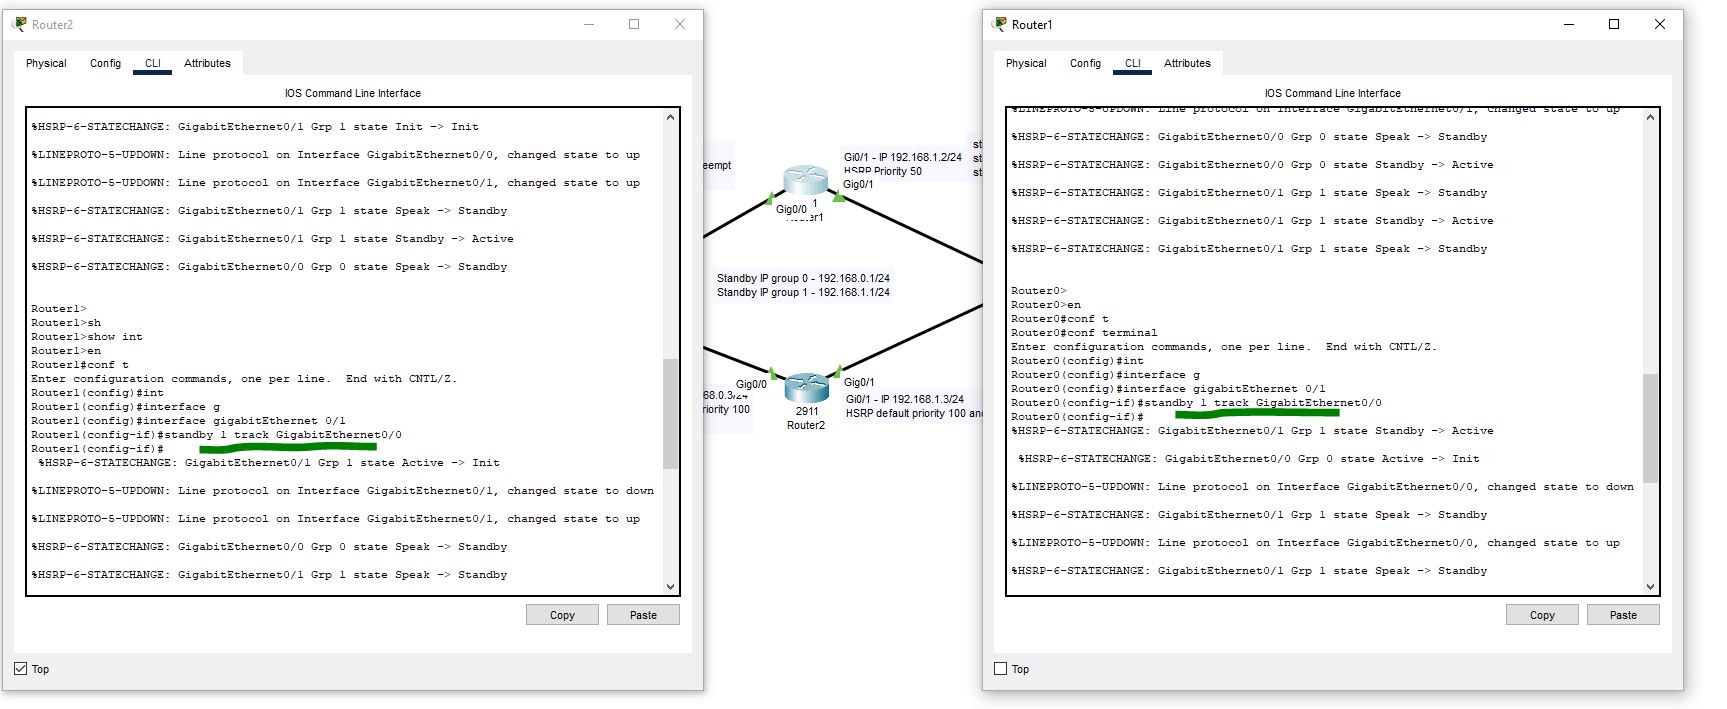 Router2
Physical Config CLI Attributes
IOS Command Line Interface
%HSRP-6-STATECHANGE: GigabitEthernet0/1 Grp 1 state Init -> Init
%LINEPROTO-5-UPDOWN: Line protocol on Interface GigabitEthernet0/0, changed state to up
%LINEPROTO-5-UPDOWN: Line protocol on Interface GigabitEthernet0/1, changed state to up
%HSRP-6-STATECHANGE: GigabitEthernet0/1 Grp 1 state Speak -> Standby
%HSRP-6-STATECHANGE: GigabitEthernet0/1 Grp 1 state Standby -> Active
%HSRP-6-STATECHANGE: GigabitEthernet0/0 Grp 0 state Speak -> Standby
Router1>
Router1>sh
Router1>show int
Router1>en
Router1#conf t
Enter configuration commands, one per line. End with CNTL/Z.
Router1(config)#int
Router1(config)#interface g
Router1(config)#interface gigabitEthernet 0/1
Router1(config-if)#standby 1 track GigabitEthernet0/0
Router1(config-if)#
%HSRP-6-STATECHANGE: GigabitEthernet0/1 Grp 1 state Active -> Init
%LINEPROTO-5-UPDOWN: Line protocol on Interface GigabitEthernet0/1, changed state to down
%LINEPROTO-5-UPDOWN: Line protocol on Interface GigabitEthernet0/1, changed state to up
%HSRP-6-STATECHANGE: GigabitEthernet0/0 Grp 0 state Speak -> Standby
%HSRP-6-STATECHANGE: GigabitEthernet0/1 Grp 1 state Speak -> Standby
Copy Paste
Top
eempt
Gi0/1 - IP 192.168.1.2/24
HSRP Priority 50
Gig0/1
Gig0/0
st
st
st
Standby IP group 0 - 192.168.0.1/24
Standby IP group 1 - 192.168.1.1/24
Gig0/0
Gig0/1
68.0.3/24
iority 100
2911
Router2
Gi0/1 - IP 192.168.1.3/24
HSRP default priority 100 and
Router1
Physical Config CLI Attributes
IOS Command Line Interface
%LINEPROTO-5-UPDOWN: Line protocol on Interface GigabitEthernet0/1, changed state to up
%HSRP-6-STATECHANGE: GigabitEthernet0/0 Grp 0 state Speak -> Standby
%HSRP-6-STATECHANGE: GigabitEthernet0/0 Grp 0 state Standby -> Active
%HSRP-6-STATECHANGE: GigabitEthernet0/1 Grp 1 state Speak -> Standby
%HSRP-6-STATECHANGE: GigabitEthernet0/1 Grp 1 state Standby -> Active
%HSRP-6-STATECHANGE: GigabitEthernet0/1 Grp 1 state Speak -> Standby
Router0>
Router0>en
Router0#conf t
Router0#conf terminal
Enter configuration commands, one per line. End with CNTL/Z.
Router0(config)#int
Router0(config)#interface g
Router0(config)#interface gigabitEthernet 0/1
Router0(config-if)#standby 1 track GigabitEthernet0/0
Router0(config-if)#
%HSRP-6-STATECHANGE: GigabitEthernet0/1 Grp 1 state Standby -> Active
%HSRP-6-STATECHANGE: GigabitEthernet0/0 Grp 0 state Active -> Init
%LINEPROTO-5-UPDOWN: Line protocol on Interface GigabitEthernet0/0, changed state to down
%HSRP-6-STATECHANGE: GigabitEthernet0/1 Grp 1 state Speak -> Standby
%LINEPROTO-5-UPDOWN: Line protocol on Interface GigabitEthernet0/0, changed state to up
%HSRP-6-STATECHANGE: GigabitEthernet0/1 Grp 1 state Speak -> Standby
Copy Paste
Top